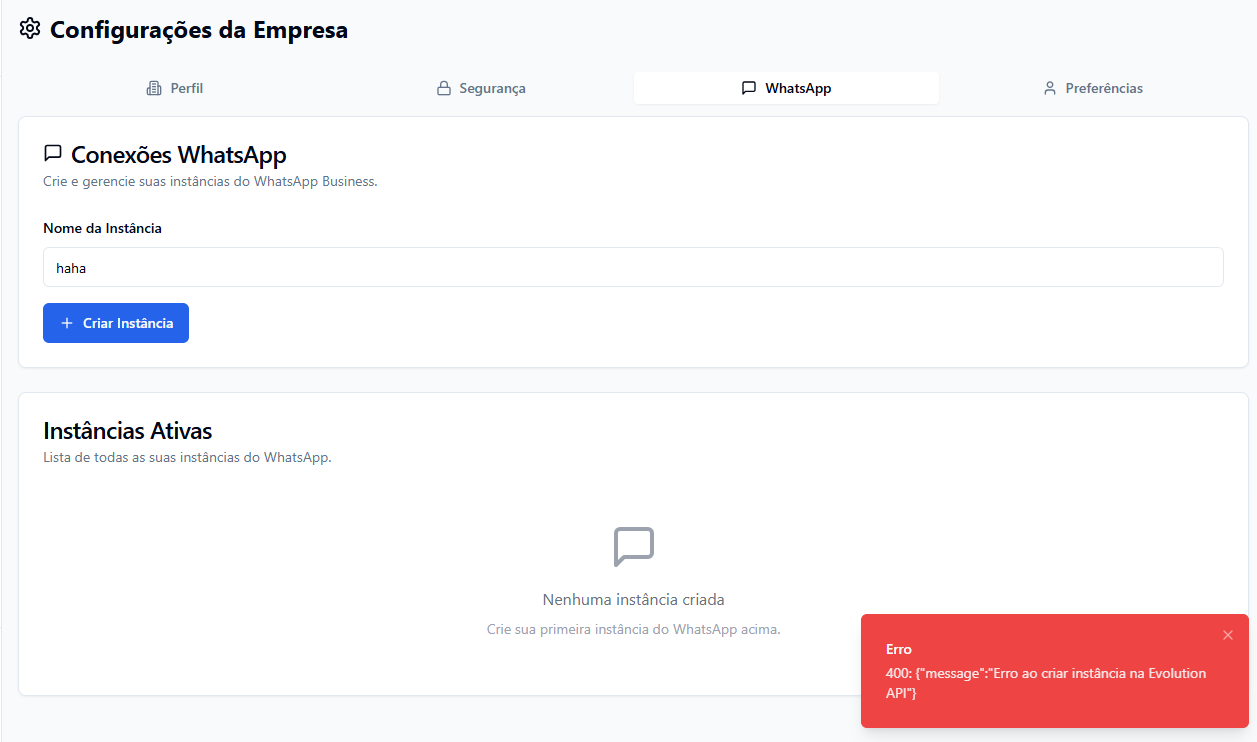 Configurações da Empresa
Perfil
Segurança
WhatsApp
Preferências
Conexões WhatsApp
Crie e gerencie suas instâncias do WhatsApp Business.
Nome da Instância
haha
+ Criar Instância
Instâncias Ativas
Lista de todas as suas instâncias do WhatsApp.
Nenhuma instância criada
Crie sua primeira instância do WhatsApp acima.
Erro
400: {"message":"Erro ao criar instância na Evolution
API"}